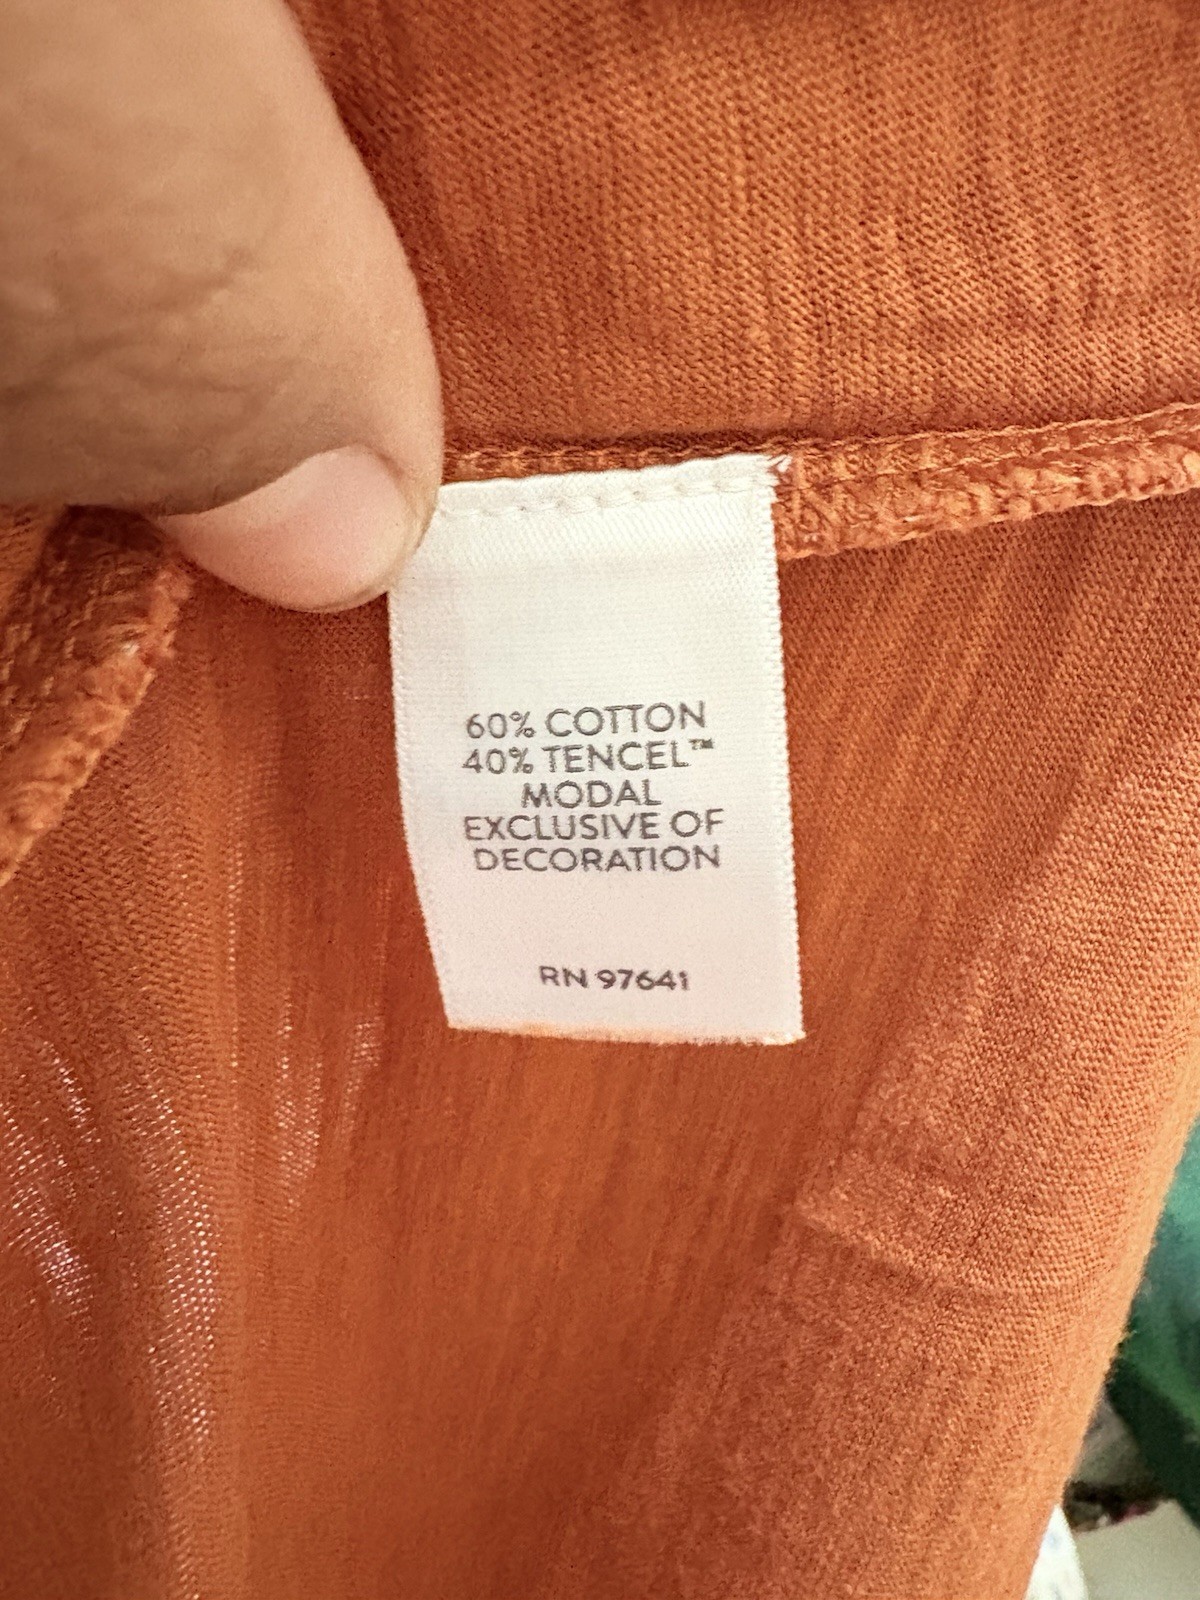 60% COTTON
40% TENCEL™
MODAL
EXCLUSIVE OF
DECORATION
RN 97641